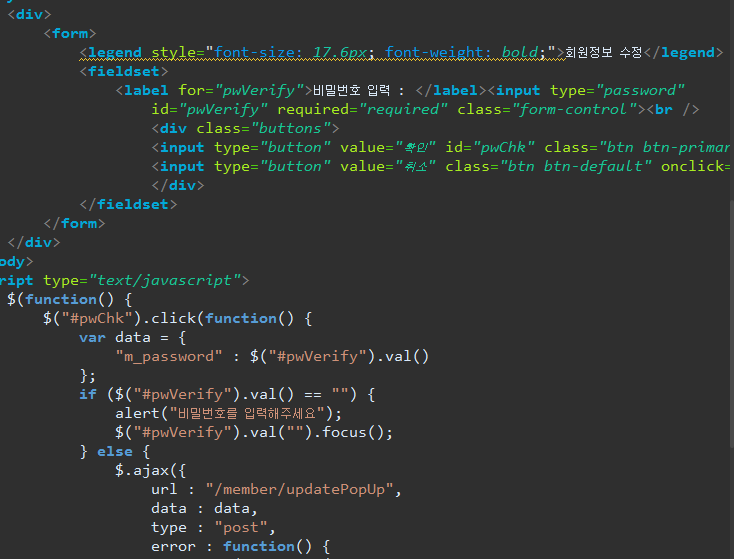 <div>
<form>
<legend style="font-size: 17.6px; font-weight: bold;">회원정보 수정</legend>
<fieldset>
<label for="pwVerify">비밀번호 입력 : </label><input type="password"
id="pwVerify" required="required" class="form-control"><br />
<div class="buttons">
<input type="button" value="확인" id="pwChk" class="btn btn-primar
<input type="button" value="취소" class="btn btn-default" onclick=
</div>
</fieldset>
</form>
</div>
ody>
ript type="text/javascript">
$(function() {
$("#pwChk").click(function() {
var data = {
"m_password" : $("#pwVerify").val()
};
if ($("#pwVerify").val() == "") {
alert("비밀번호를 입력해주세요");
$("#pwVerify").val("").focus();
} else {
$.ajax({
url : "/member/updatePopUp",
data : data,
type : "post",
error : function() {